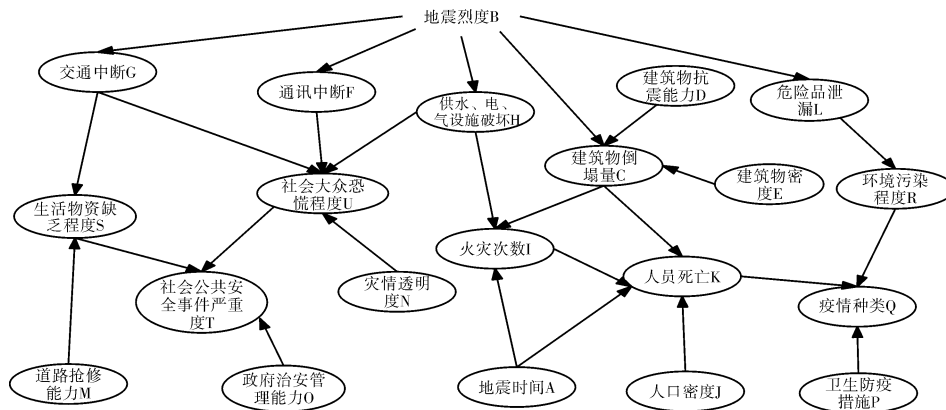 地震烈度B
交通中断G
通讯中断F
供水、电、
气设施破坏H
建筑物抗
震能力D
危险品泄
漏L
建筑物倒
塌量C
建筑物密
度E
环境污染
程度R
社会大众恐
慌程度U
生活物资缺
乏程度S
火灾次数I
人员死亡K
灾情透明
度N
社会公共安
全事件严重
度T
疫情种类Q
道路抢修
能力M
政府治安管
理能力O
地震时间A
人口密度J
卫生防疫
措施P